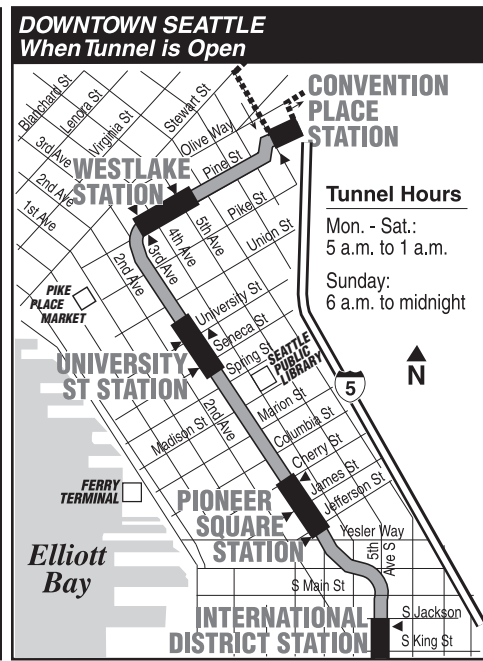 DOWNTOWN SEATTLE
When Tunnel is Open
CONVENTION
PLACE
STATION
Blanchard St
Lenora St
Virginia St
Stewart St
Olive Way
Pine St
3rd Ave
2nd Ave
1st Ave
WESTLAKE
STATION
5th Ave
4th Ave
3rd Ave
2nd Ave
Pike St
Union St
Tunnel Hours
Mon. - Sat.:
5 a.m. to 1 a.m.
Sunday:
6 a.m. to midnight
PIKE
PLACE
MARKET
University St
Seneca St
Spring St
SEATTLE
PUBLIC
LIBRARY
UNIVERSITY
ST STATION
N
5
2nd Ave
Madison St
Marion St
Columbia St
Cherry St
James St
Jefferson St
FERRY
TERMINAL
PIONEER
SQUARE
STATION
Yesler Way
5th
Ave S
Elliott
Bay
S Main St
INTERNATIONAL
DISTRICT STATION
S Jackson
S King St